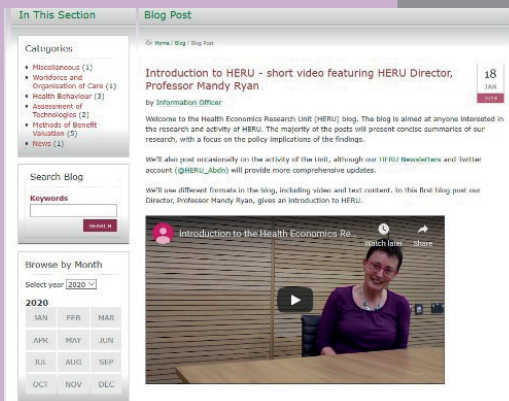 In This Section
Blog Post
Home / Blog / Blog Post
Categories
Miscellaneous (1)
Workforce and
Organisation of Care (1)
Health Behaviour (3)
Assessment of
Technologies (2)
Methods of Benefit
Valuation (5)
News (1)
Search Blog
Keywords
SEARCH
Browse by Month
Select year 2020
2020
JAN FEB MAR
APR MAY JUN
JUL AUG SEP
OCT NOV DEC
Introduction to HERU - short video featuring HERU Director,
Professor Mandy Ryan
18
JAN
2019
by Information Officer
Welcome to the Health Economics Research Unit (HERU) blog. The blog is aimed at anyone interested in
the research and activity of HERU. The majority of the posts will present concise summaries of our
research, with a focus on the policy implications of the findings.
We'll also post occasionally on the activity of the Unit, although our HERU Newsletters and Twitter
account (@HERU_Abdn) will provide more comprehensive updates.
We'll use different formats in the blog, including video and text content. In this first blog post our
Director, Professor Mandy Ryan, gives an introduction to HERU.
Introduction to the Health Economics Re...
Watch later
Share